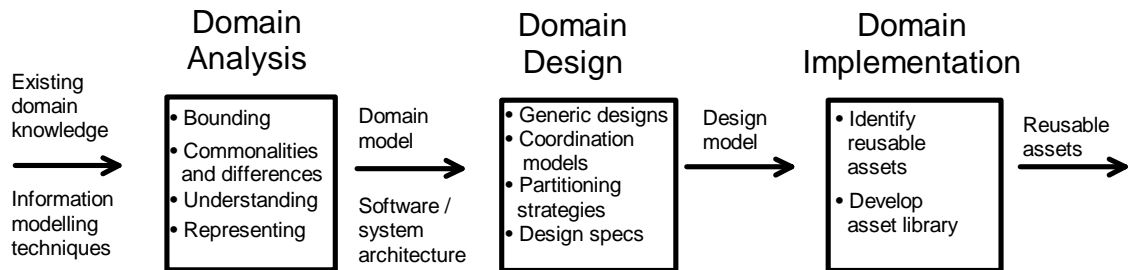 Domain
Analysis
Domain
Design
Domain
Implementation
Existing
domain
knowledge
Information
modelling
techniques
• Bounding
• Commonalities
and differences
• Understanding
• Representing
Domain
model
Software /
system
architecture
• Generic designs
• Coordination
models
• Partitioning
strategies
• Design specs
Design
model
• Identify
reusable
assets
• Develop
asset library
Reusable
assets